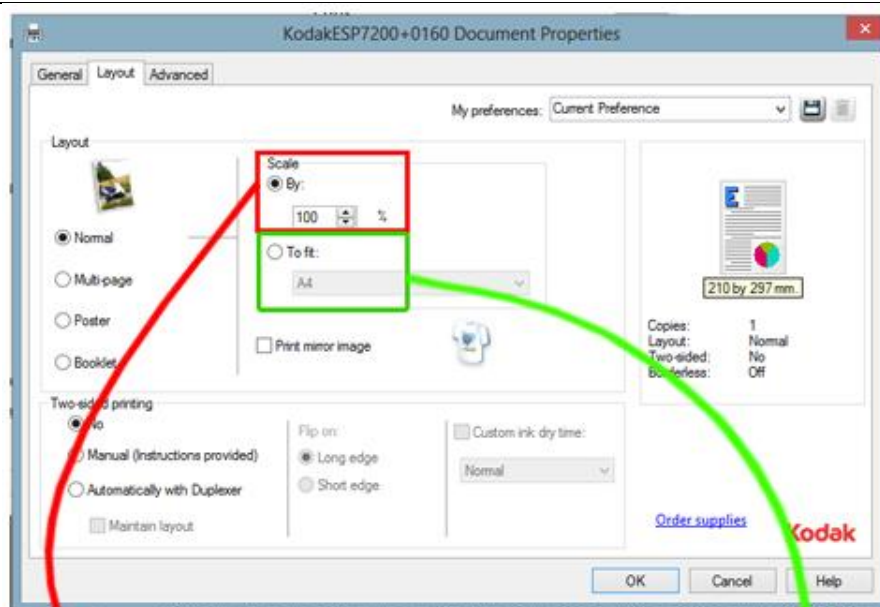 KodakESP7200+0160 Document Properties
General Layout Advanced
My preferences: Current Preference
Layout
Normal
Multi-page
Poster
Booklet
Scale
By:
100 %
To fit:
A4
Print mirror image
E
210 by 297 mm.
Copies: 1
Layout: Normal
Two-sided: No
Borderless: Off
Two-sided printing
No
Manual (Instructions provided)
Automatically with Duplexer
Maintain layout
Flip on:
Long edge
Short edge
Custom ink dry time:
Normal
Order supplies
Kodak
OK Cancel Help